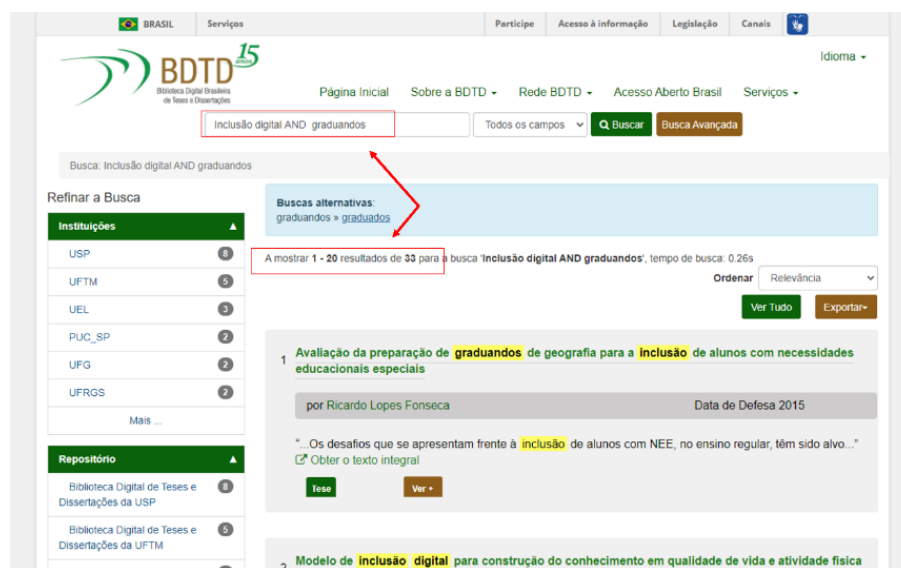 BRASIL Serviços Participe Acesso à informação Legislação Canais
15 anos
BDTD
Biblioteca Digital Brasileira
de Teses e Dissertações
Idioma
Página Inicial Sobre a BDTD Rede BDTD Acesso Aberto Brasil Serviços
Inclusão digital AND graduandos Todos os campos Buscar Busca Avançada
Busca: Inclusão digital AND graduandos
Refinar a Busca
Instituições
USP 8
UFTM 5
UEL 3
PUC_SP 2
UFG 2
UFRGS 2
Mais ...
Repositório
Biblioteca Digital de Teses e 8
Dissertações da USP
Biblioteca Digital de Teses e 5
Dissertações da UFTM
Buscas alternativas:
graduandos » graduados
A mostrar 1 - 20 resultados de 33 para a busca 'Inclusão digital AND graduandos', tempo de busca: 0.26s
Ordenar Relevância
Ver Tudo Exportar
1 Avaliação da preparação de graduandos de geografia para a inclusão de alunos com necessidades
educacionais especiais
por Ricardo Lopes Fonseca Data de Defesa 2015
“...Os desafios que se apresentam frente à inclusão de alunos com NEE, no ensino regular, têm sido alvo...”
Obter o texto integral
Tese Ver +
2 Modelo de inclusão digital para construção do conhecimento em qualidade de vida e atividade física